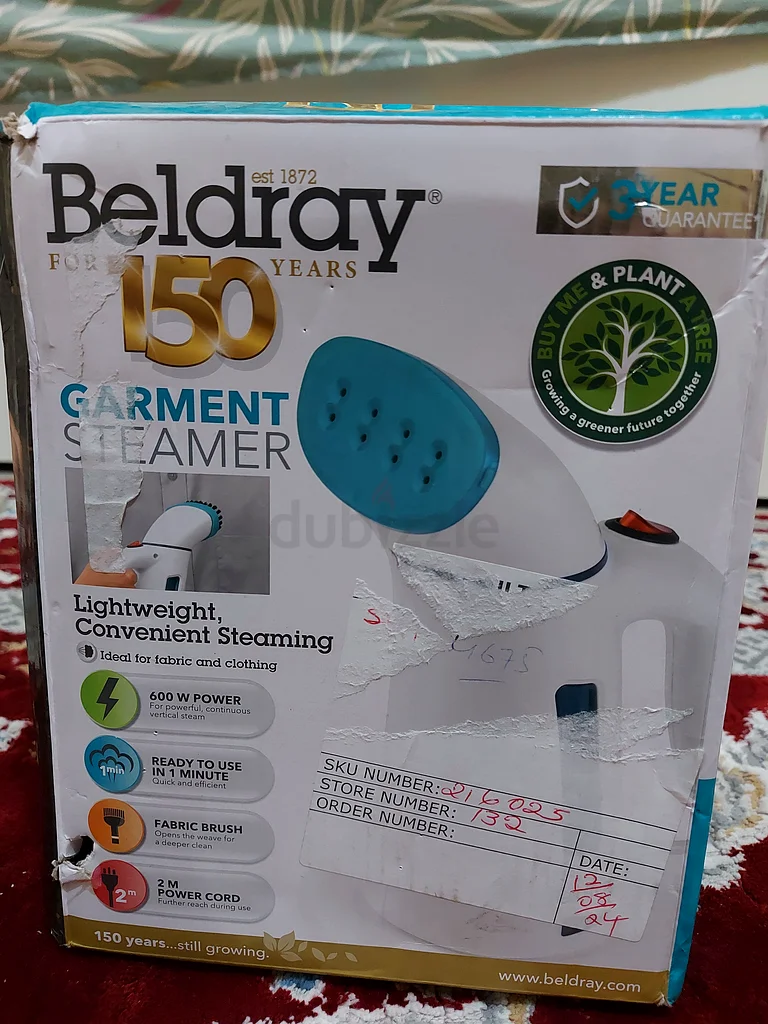 est 1872
Beldray®
FOR 150 YEARS
3 YEAR
GUARANTEE*
BUY ME & PLANT A TREE
Growing a greener future together
GARMENT
STEAMER
dubizzle
Lightweight,
Convenient Steaming
Ideal for fabric and clothing
600 W POWER
For powerful, continuous
vertical steam
1min
READY TO USE
IN 1 MINUTE
Quick and efficient
FABRIC BRUSH
Opens the weave for
a deeper clean
2m
2 M
POWER CORD
Further reach during use
4675
SKU NUMBER: 216025
STORE NUMBER: 132
ORDER NUMBER:
DATE:
12/
08/
24
150 years...still growing.
www.beldray.com